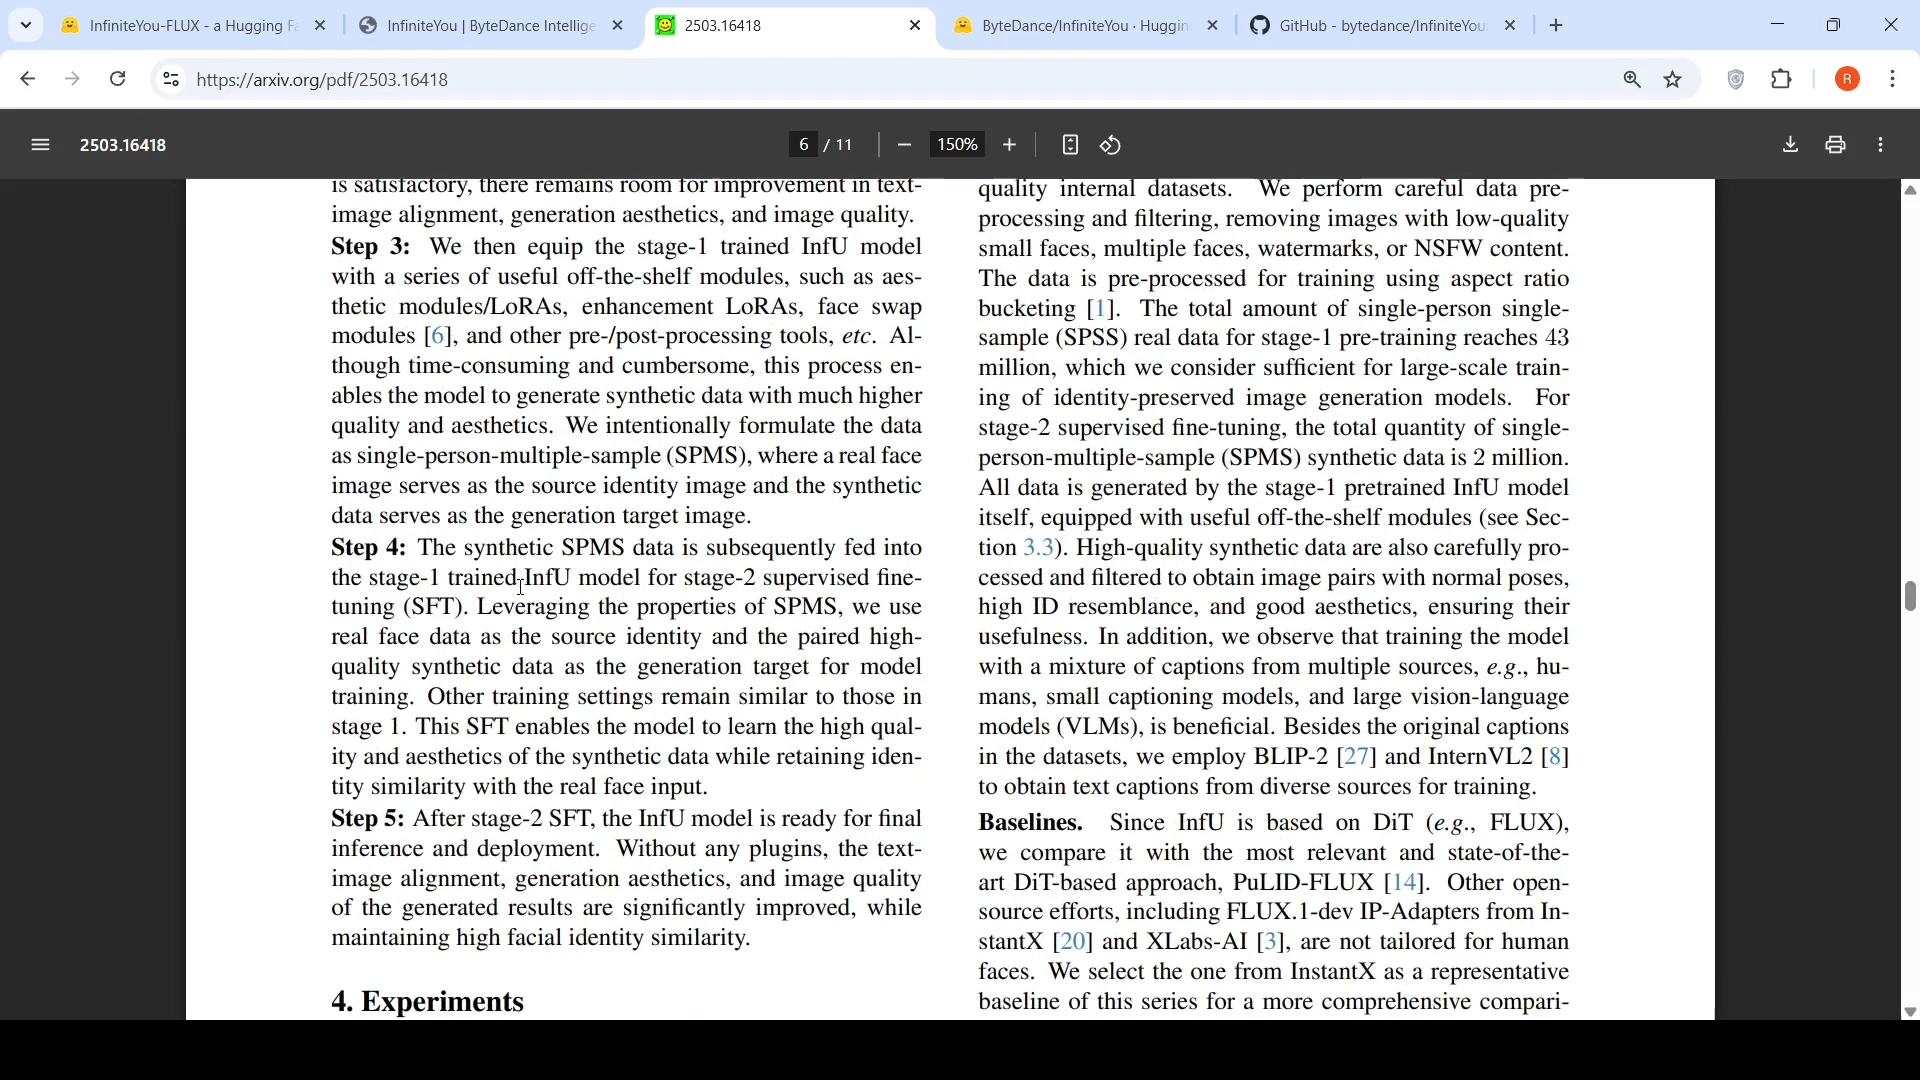 InfiniteYou-FLUX - a Hugging Fa
InfiniteYou | ByteDance Intellige
2503.16418
ByteDance/InfiniteYou · Huggin
GitHub - bytedance/InfiniteYou:
https://arxiv.org/pdf/2503.16418
R
2503.16418
6 / 11
150%
is satisfactory, there remains room for improvement in text-
image alignment, generation aesthetics, and image quality.
Step 3: We then equip the stage-1 trained InfU model
with a series of useful off-the-shelf modules, such as aes-
thetic modules/LoRAs, enhancement LoRAs, face swap
modules [6], and other pre-/post-processing tools, etc. Al-
though time-consuming and cumbersome, this process en-
ables the model to generate synthetic data with much higher
quality and aesthetics. We intentionally formulate the data
as single-person-multiple-sample (SPMS), where a real face
image serves as the source identity image and the synthetic
data serves as the generation target image.
Step 4: The synthetic SPMS data is subsequently fed into
the stage-1 trained InfU model for stage-2 supervised fine-
tuning (SFT). Leveraging the properties of SPMS, we use
real face data as the source identity and the paired high-
quality synthetic data as the generation target for model
training. Other training settings remain similar to those in
stage 1. This SFT enables the model to learn the high qual-
ity and aesthetics of the synthetic data while retaining iden-
tity similarity with the real face input.
Step 5: After stage-2 SFT, the InfU model is ready for final
inference and deployment. Without any plugins, the text-
image alignment, generation aesthetics, and image quality
of the generated results are significantly improved, while
maintaining high facial identity similarity.
4. Experiments
quality internal datasets. We perform careful data pre-
processing and filtering, removing images with low-quality
small faces, multiple faces, watermarks, or NSFW content.
The data is pre-processed for training using aspect ratio
bucketing [1]. The total amount of single-person single-
sample (SPSS) real data for stage-1 pre-training reaches 43
million, which we consider sufficient for large-scale train-
ing of identity-preserved image generation models. For
stage-2 supervised fine-tuning, the total quantity of single-
person-multiple-sample (SPMS) synthetic data is 2 million.
All data is generated by the stage-1 pretrained InfU model
itself, equipped with useful off-the-shelf modules (see Sec-
tion 3.3). High-quality synthetic data are also carefully pro-
cessed and filtered to obtain image pairs with normal poses,
high ID resemblance, and good aesthetics, ensuring their
usefulness. In addition, we observe that training the model
with a mixture of captions from multiple sources, e.g., hu-
mans, small captioning models, and large vision-language
models (VLMs), is beneficial. Besides the original captions
in the datasets, we employ BLIP-2 [27] and InternVL2 [8]
to obtain text captions from diverse sources for training.
Baselines. Since InfU is based on DiT (e.g., FLUX),
we compare it with the most relevant and state-of-the-
art DiT-based approach, PuLID-FLUX [14]. Other open-
source efforts, including FLUX.1-dev IP-Adapters from In-
stantX [20] and XLabs-AI [3], are not tailored for human
faces. We select the one from InstantX as a representative
baseline of this series for a more comprehensive compari-